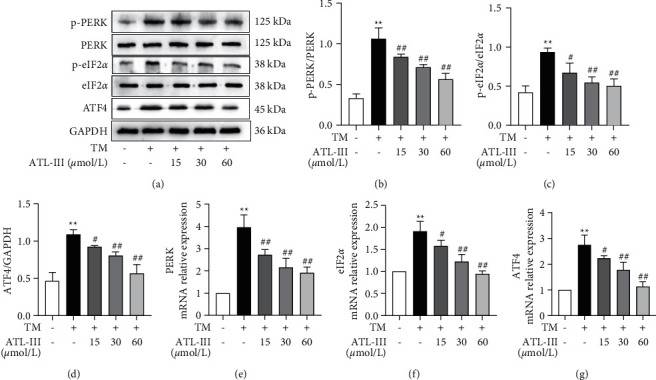 p-PERK 125 kDa
PERK 125 kDa
p-eIF2α 38 kDa
eIF2α 38 kDa
ATF4 45 kDa
GAPDH 36 kDa
TM - + + + +
ATL-III (μmol/L) - - 15 30 60
(a)
p-PERK/PERK
1.5
1.0
0.5
0.0
**
##
##
##
TM - + + + +
ATL-III - - 15 30 60
(μmol/L)
(b)
p-eIF2α/eIF2α
1.5
1.0
0.5
0.0
**
#
##
##
TM - + + + +
ATL-III - - 15 30 60
(μmol/L)
(c)
ATF4/GAPDH
1.5
1.0
0.5
0.0
**
#
##
##
TM - + + + +
ATL-III - - 15 30 60
(μmol/L)
(d)
PERK
mRNA relative expression
5
4
3
2
1
0
**
##
##
##
TM - + + + +
ATL-III - - 15 30 60
(μmol/L)
(e)
eIF2α
mRNA relative expression
2.5
2.0
1.5
1.0
0.5
0.0
**
#
##
##
TM - + + + +
ATL-III - - 15 30 60
(μmol/L)
(f)
ATF4
mRNA relative expression
4
3
2
1
0
**
#
##
##
TM - + + + +
ATL-III - - 15 30 60
(μmol/L)
(g)